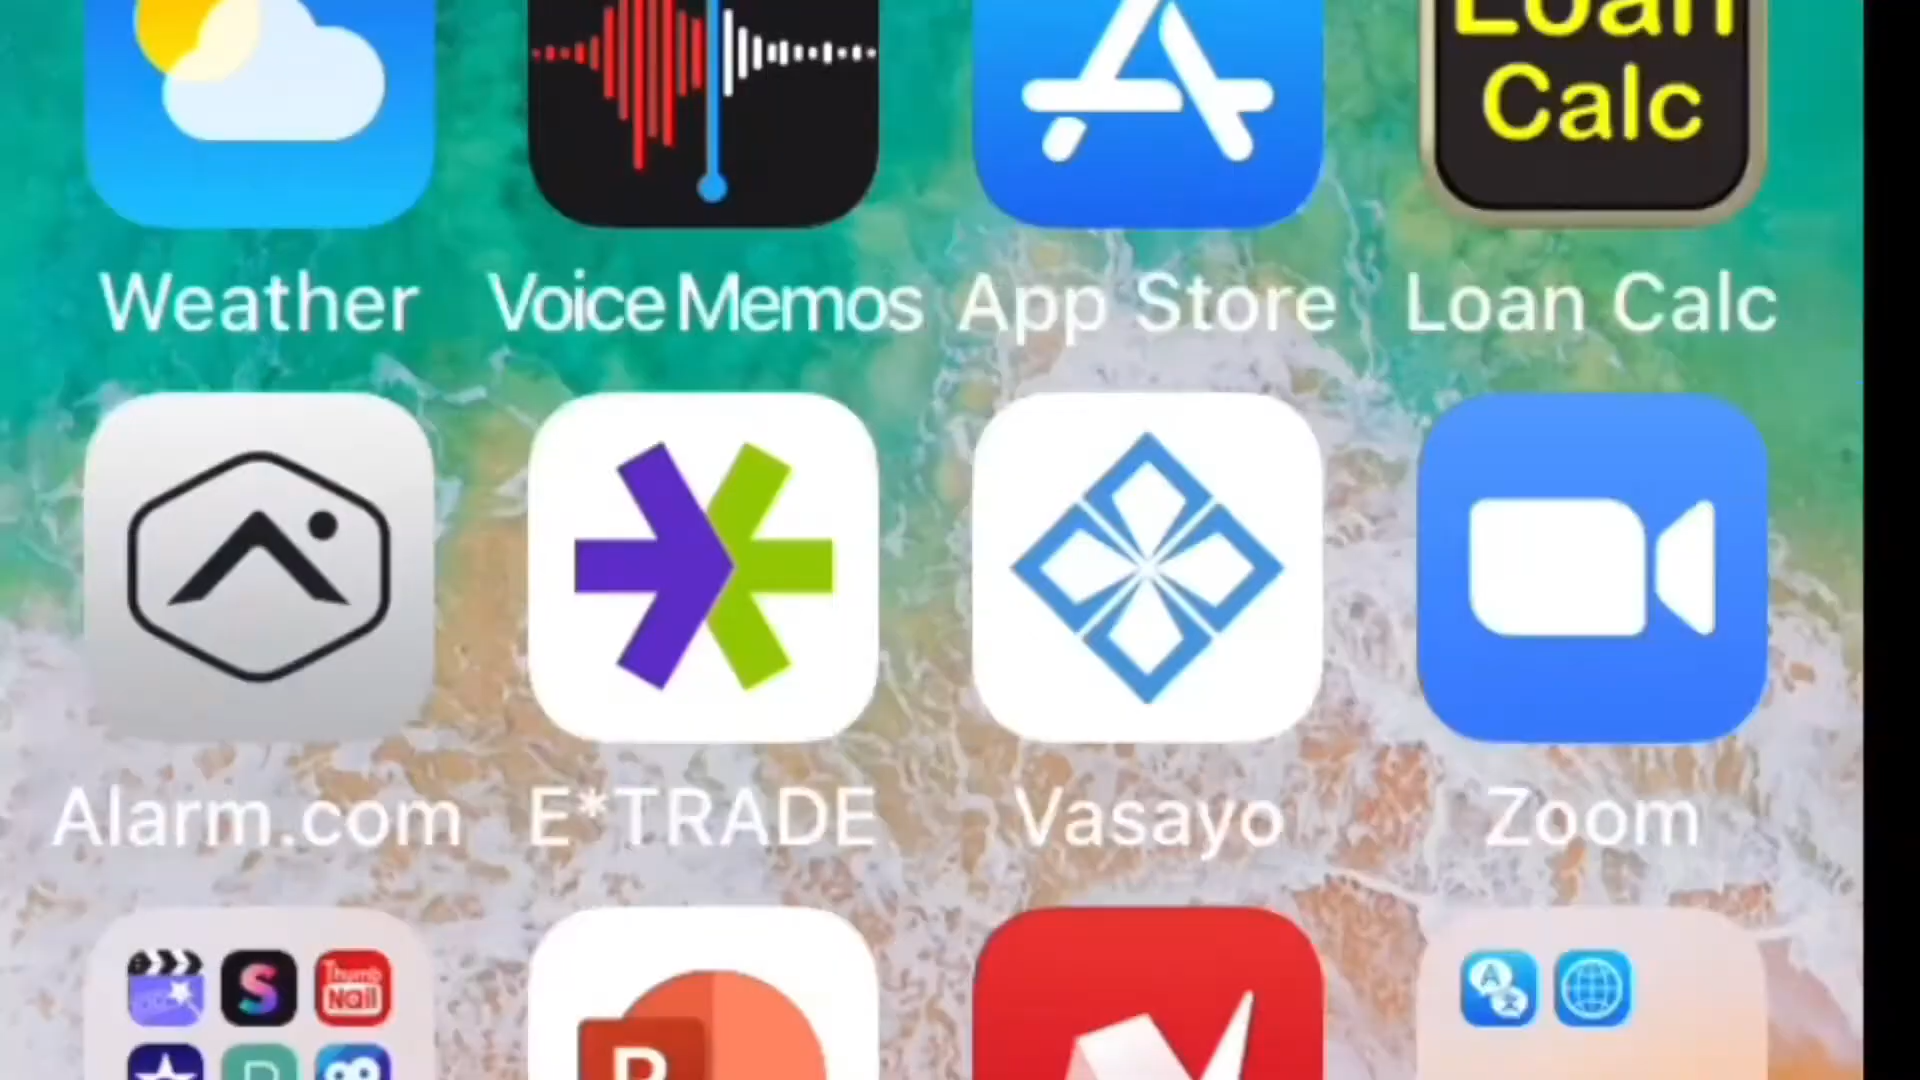 Loan
Calc
Weather
Voice Memos
App Store
Loan Calc
Alarm.com
E*TRADE
Vasayo
Zoom
S
Thumb
Nail
A
P